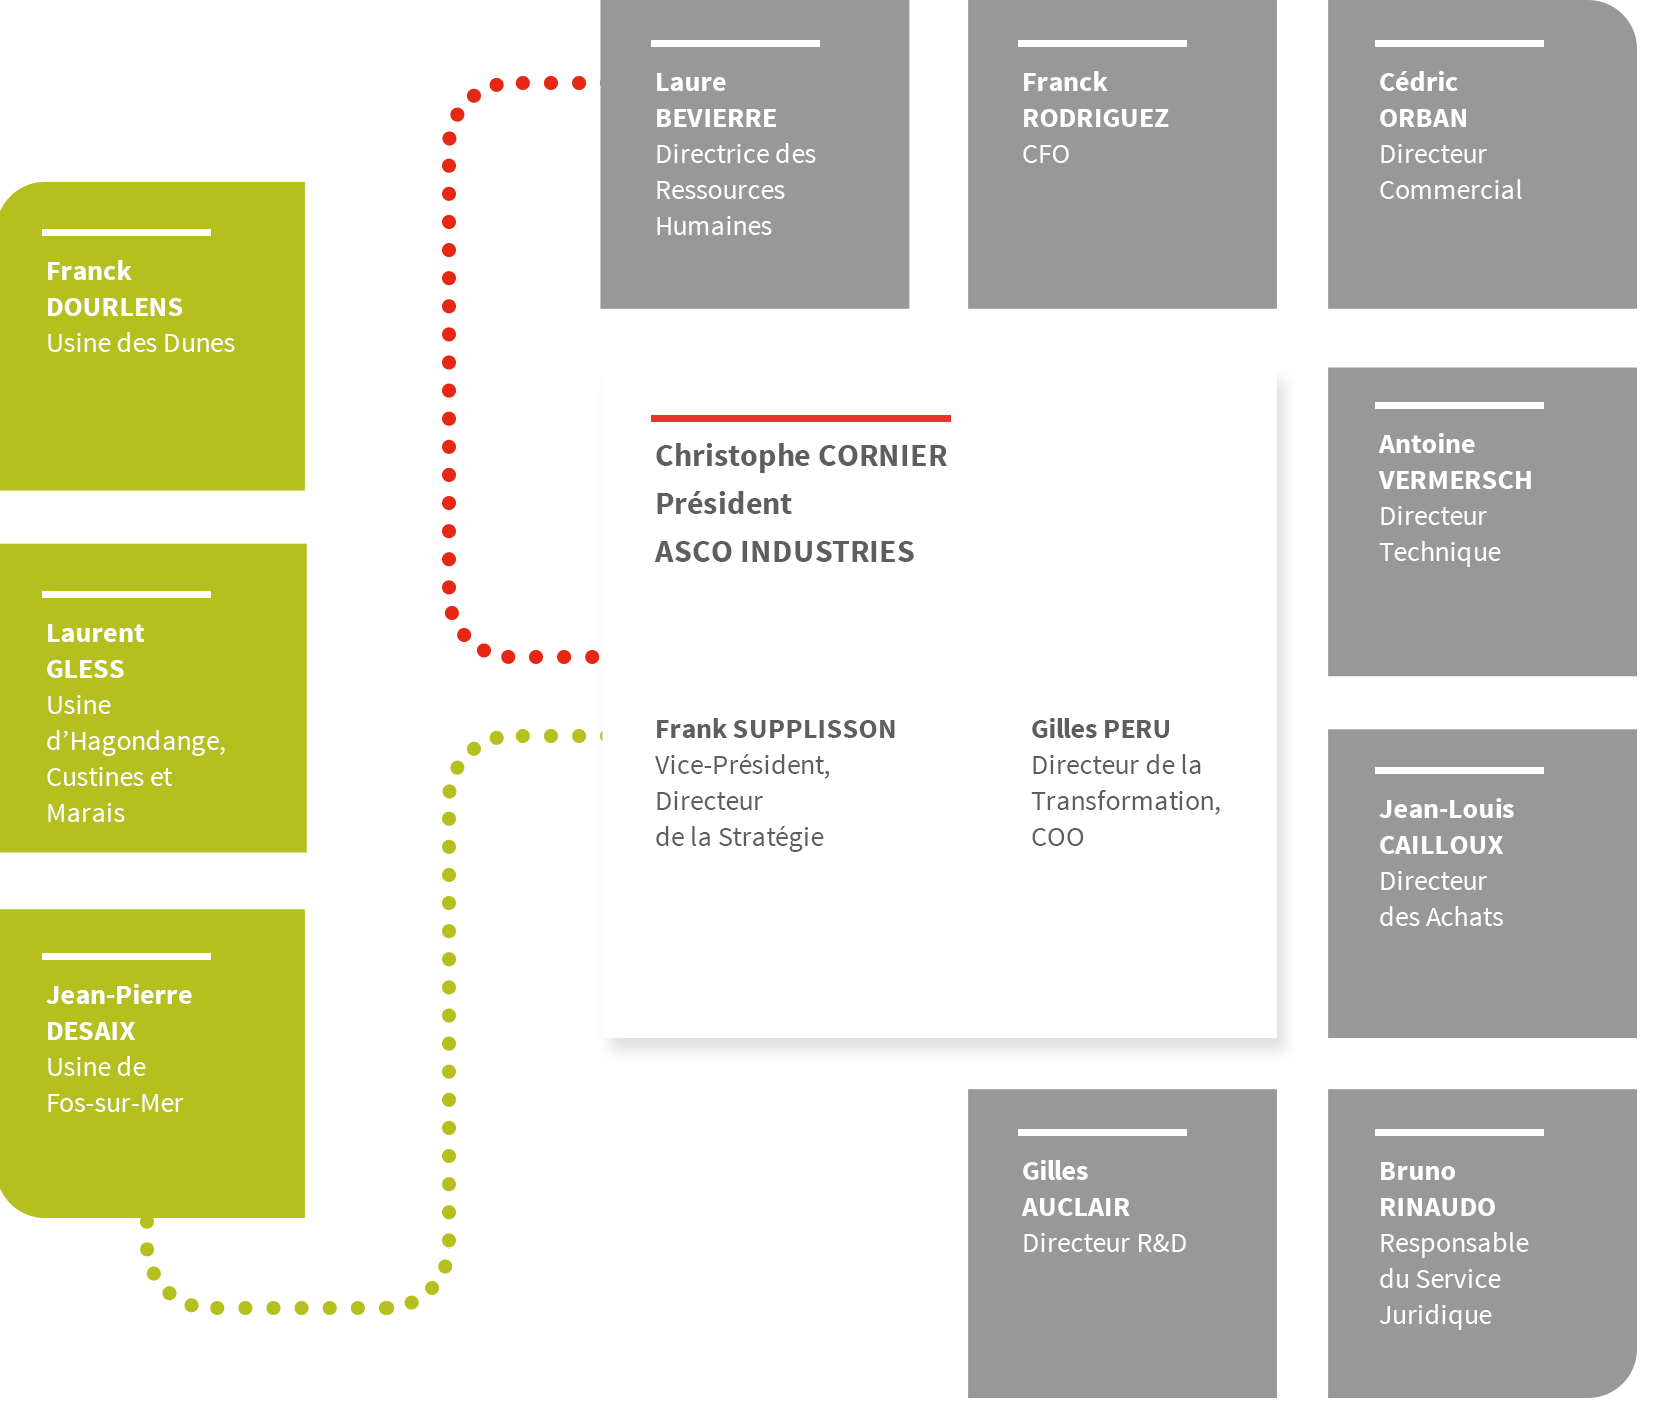 Laure
BEVIERRE
Directrice des
Ressources
Humaines
Franck
RODRIGUEZ
CFO
Cédric
ORBAN
Directeur
Commercial
Franck
DOURLENS
Usine des Dunes
Laurent
GLESS
Usine
d’Hagondange,
Custines et
Marais
Jean-Pierre
DESAIX
Usine de
Fos-sur-Mer
Christophe CORNIER
Président
ASCO INDUSTRIES
Frank SUPPLISSON
Vice-Président,
Directeur
de la Stratégie
Gilles PERU
Directeur de la
Transformation,
COO
Antoine
VERMERSCH
Directeur
Technique
Jean-Louis
CAILLOUX
Directeur
des Achats
Gilles
AUCLAIR
Directeur R&D
Bruno
RINAUDO
Responsable
du Service
Juridique